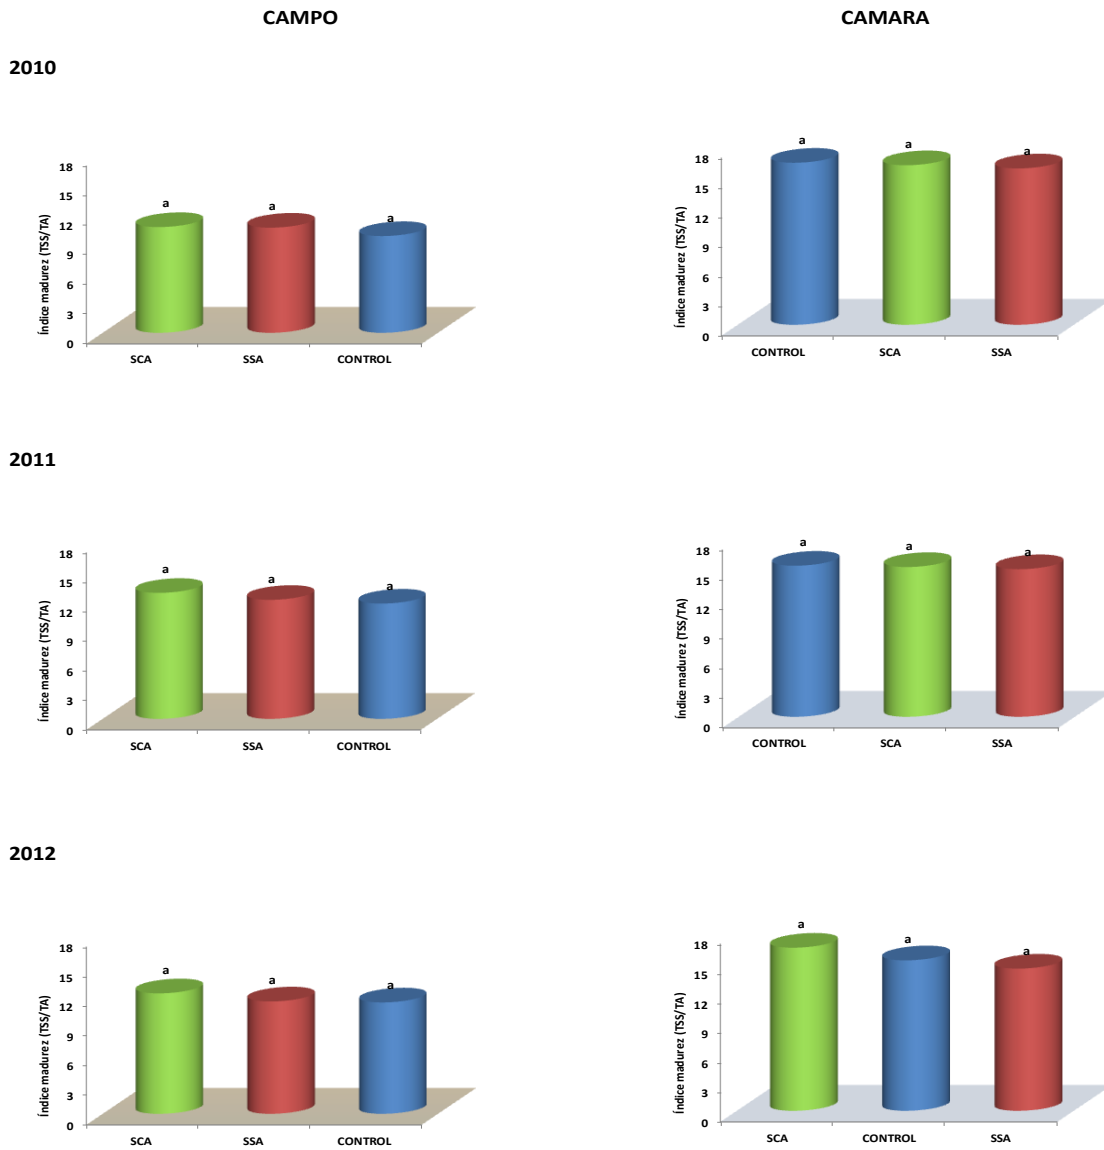 CAMPO
CAMARA
2010
Índice madurez (TSS/TA)
18
15
12
9
6
3
0
a
a
a
SCA
SSA
CONTROL
Índice madurez (TSS/TA)
18
15
12
9
6
3
0
a
a
a
CONTROL
SCA
SSA
2011
Índice madurez (TSS/TA)
18
15
12
9
6
3
0
a
a
a
SCA
SSA
CONTROL
Índice madurez (TSS/TA)
18
15
12
9
6
3
0
a
a
a
CONTROL
SCA
SSA
2012
Índice madurez (TSS/TA)
18
15
12
9
6
3
0
a
a
a
SCA
SSA
CONTROL
Índice madurez (TSS/TA)
18
15
12
9
6
3
0
a
a
a
SCA
CONTROL
SSA